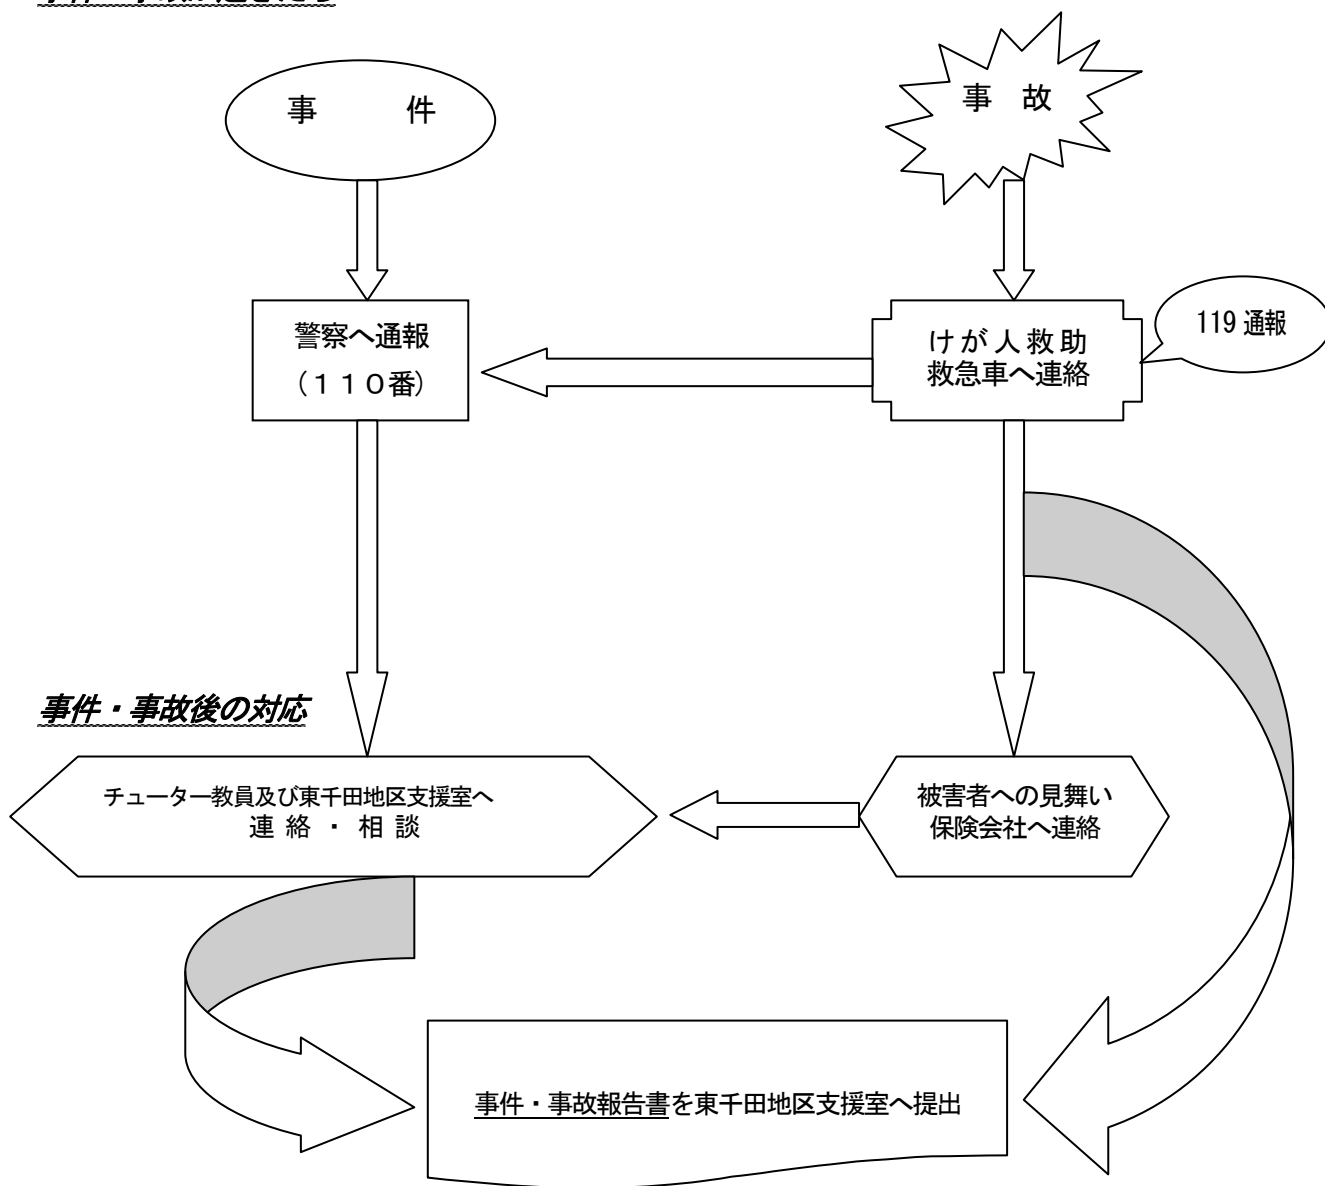 事　　件
事　故
警察へ通報
（１１０番）
けが人救助
救急車へ連絡
119 通報
事件・事故後の対応
チューター教員及び東千田地区支援室へ
連 絡 ・ 相 談
被害者への見舞い
保険会社へ連絡
事件・事故報告書を東千田地区支援室へ提出